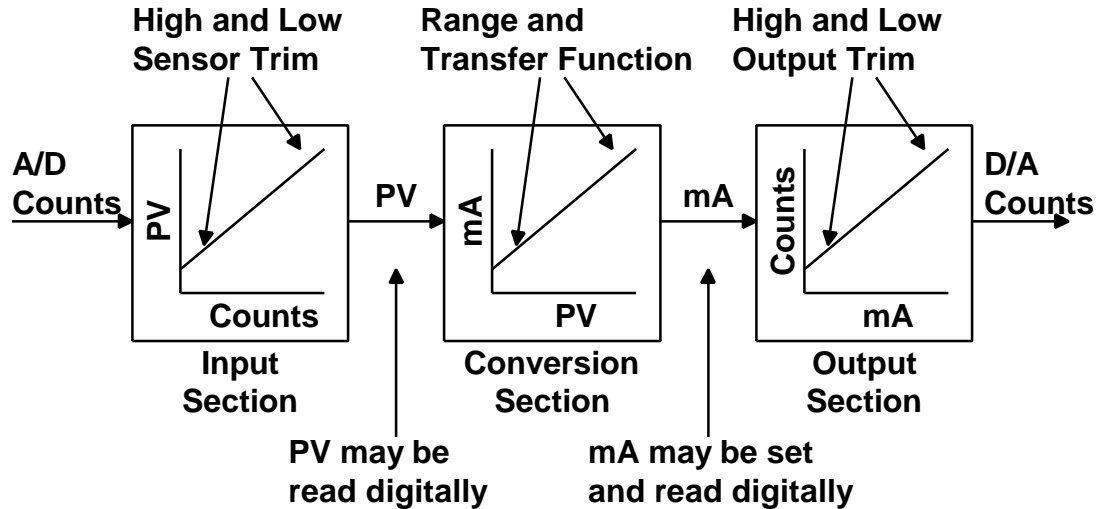 High and Low
Sensor Trim
Range and
Transfer Function
High and Low
Output Trim
A/D
Counts
PV
Counts
PV
mA
PV
mA
Counts
mA
D/A
Counts
Input
Section
Conversion
Section
Output
Section
PV may be
read digitally
mA may be set
and read digitally